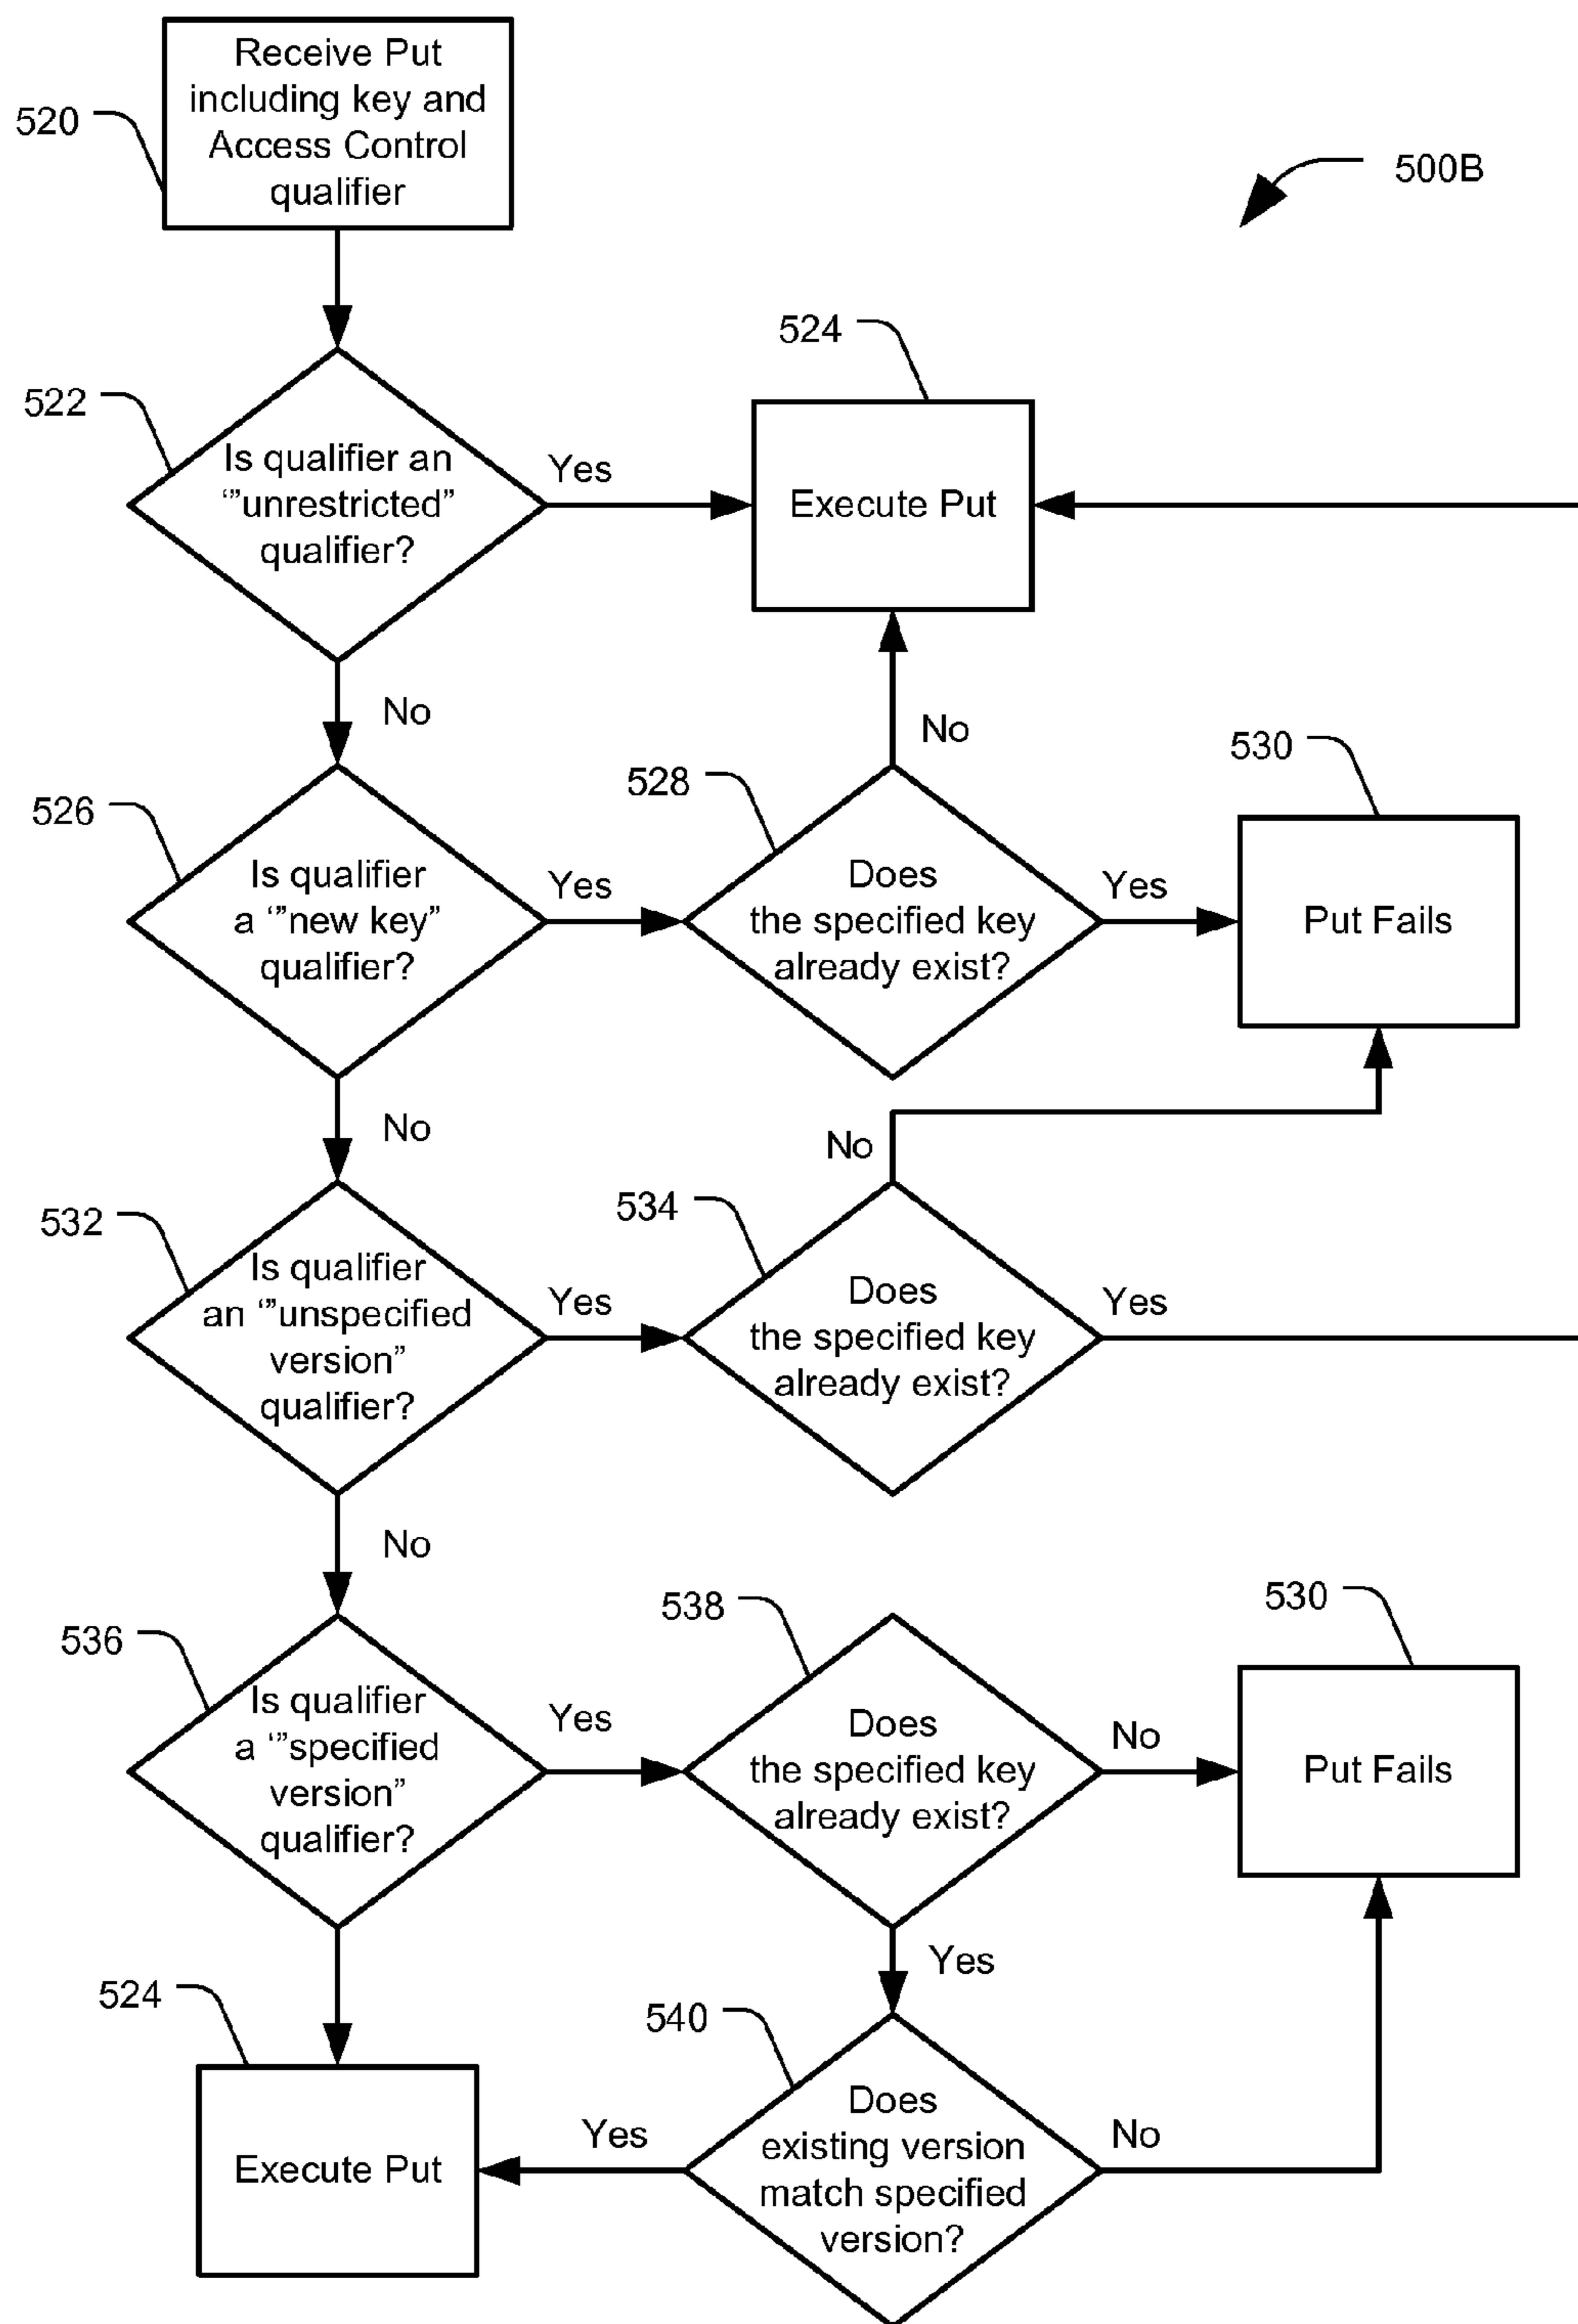 Receive Put
including key and
Access Control
qualifier
520
500B
524
522
Is qualifier an
‘”unrestricted”
qualifier?
Yes
Execute Put
No
No
530
528
526
Is qualifier
a ‘”new key”
qualifier?
Yes
Does
the specified key
already exist?
Yes
Put Fails
No
No
534
532
Is qualifier
an ‘”unspecified
version”
qualifier?
Yes
Does
the specified key
already exist?
Yes
No
538
530
536
Is qualifier
a ‘”specified
version”
qualifier?
Yes
Does
the specified key
already exist?
No
Put Fails
Yes
524
540
Execute Put
Yes
Does
existing version
match specified
version?
No